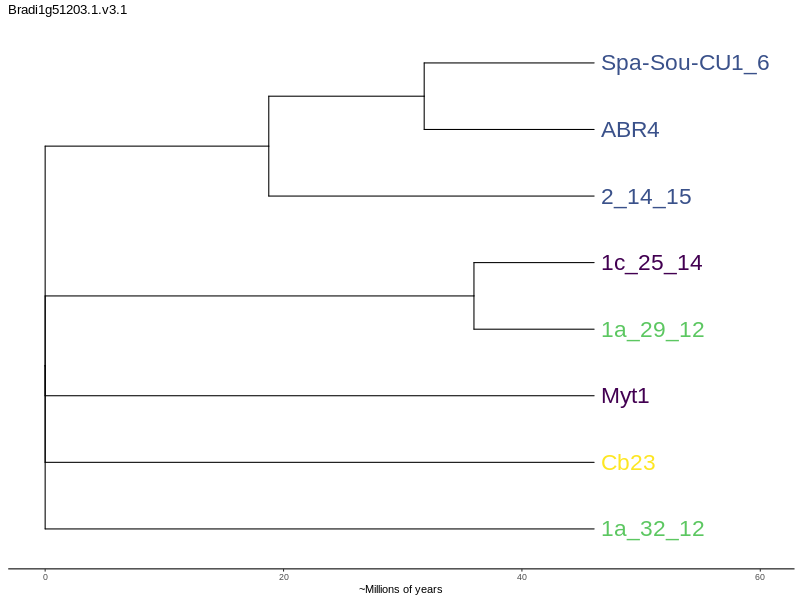 Bradi1g51203.1.v3.1
Spa-Sou-CU1_6
ABR4
2_14_15
1c_25_14
1a_29_12
Myt1
Cb23
1a_32_12
0 20 40 60
~Millions of years